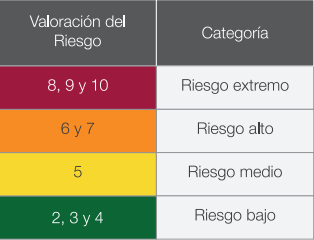 Valoración del
Riesgo
Categoría
8, 9 y 10
Riesgo extremo
6 y 7
Riesgo alto
5
Riesgo medio
2, 3 y 4
Riesgo bajo